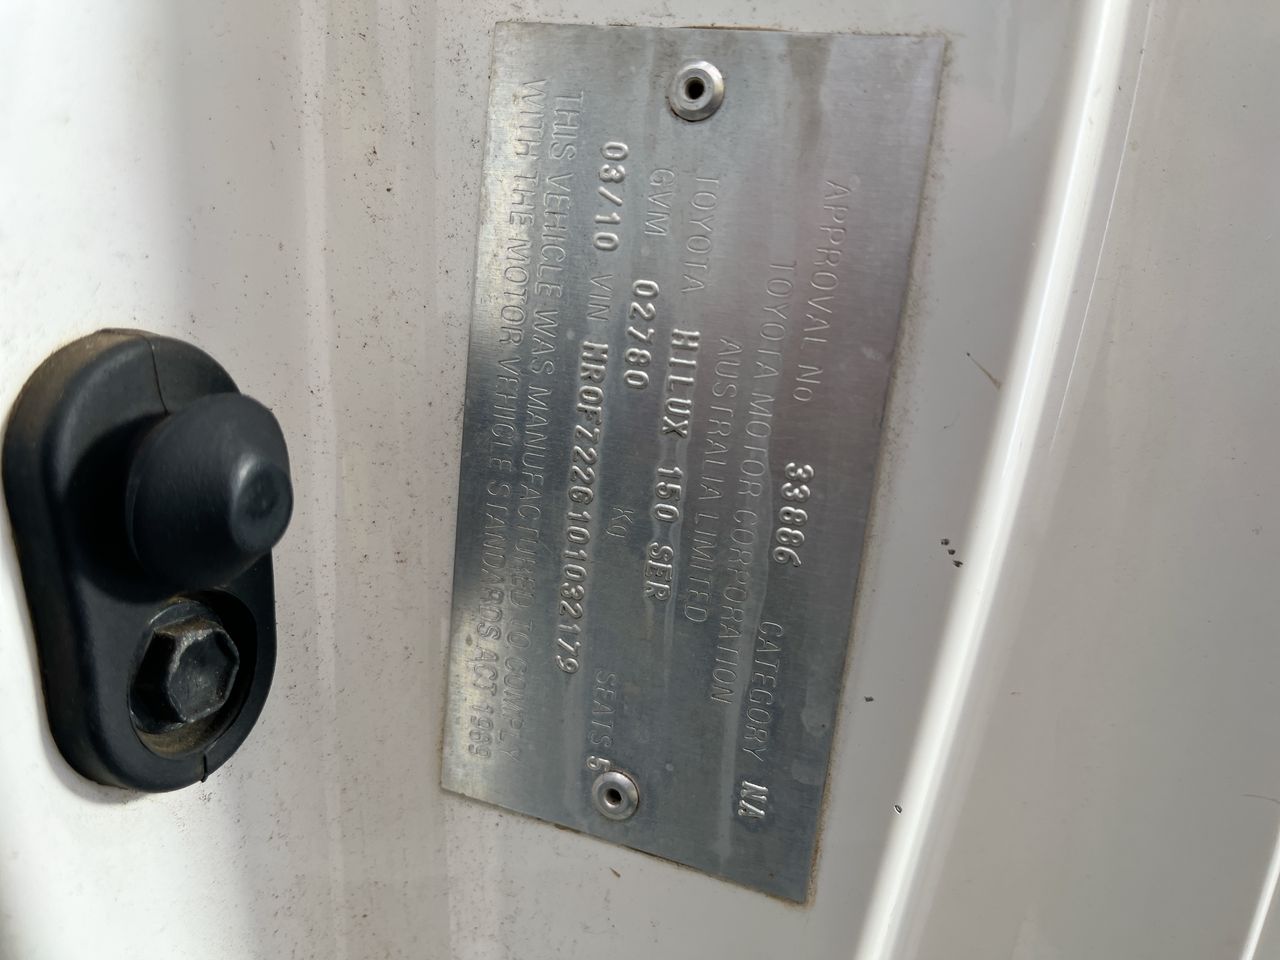 APPROVAL No 33886 CATEGORY NA
TOYOTA MOTOR CORPORATION
AUSTRALIA LIMITED
TOYOTA HILUX 150 SER
GVM 02780 Kg SEATS 5
03/10 VIN MR0FZ22G101032179
THIS VEHICLE WAS MANUFACTURED TO COMPLY
WITH THE MOTOR VEHICLE STANDARDS ACT 1989